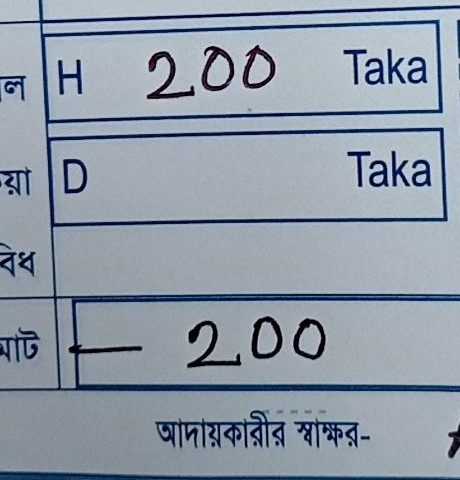 ল H 200 Taka
য়া D Taka
বিধ
মোট — 200
আদায়কারীর স্বাক্ষর-